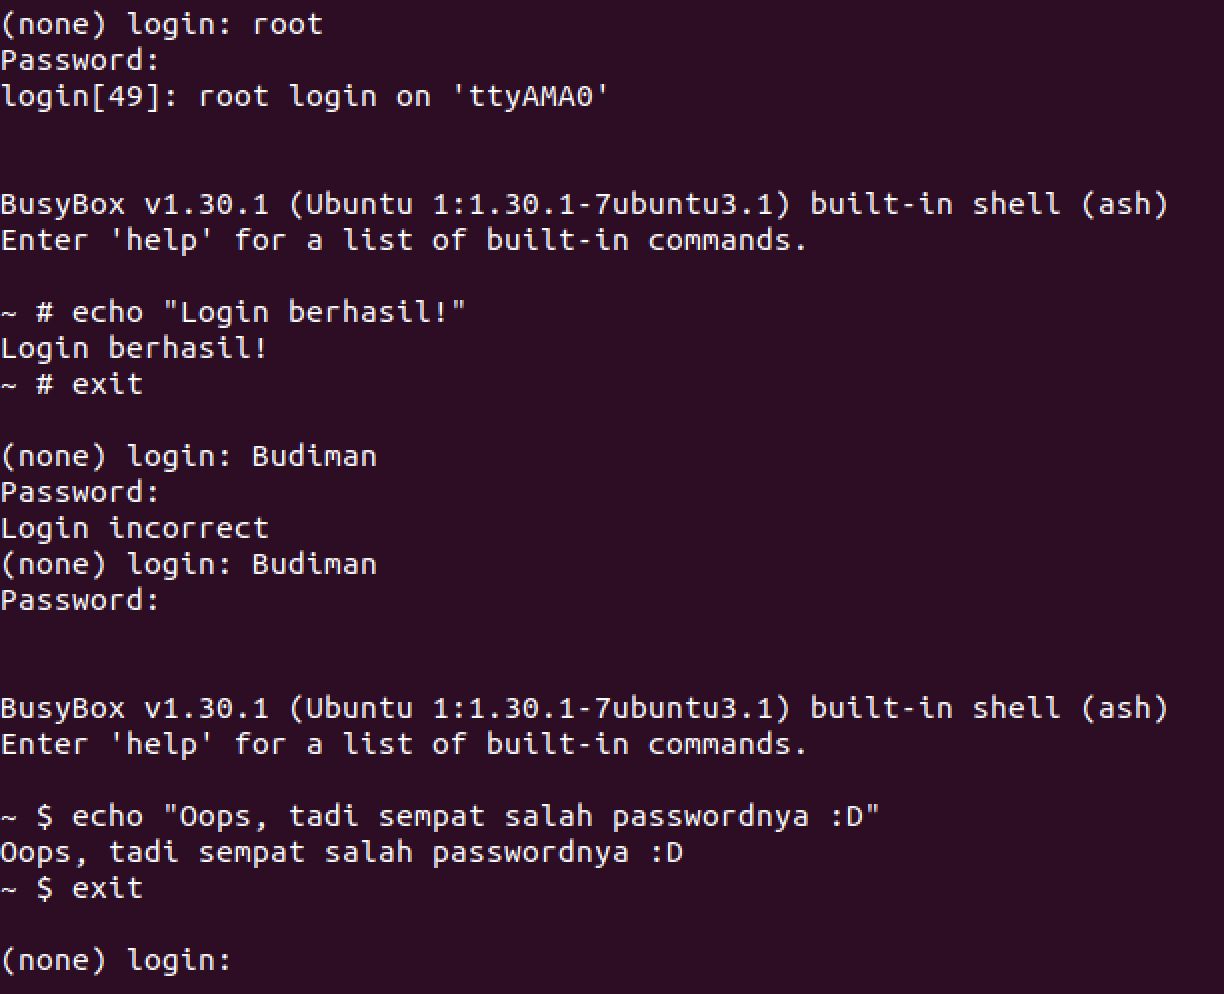 (none) login: root
Password:
login[49]: root login on 'ttyAMA0'
BusyBox v1.30.1 (Ubuntu 1:1.30.1-7ubuntu3.1) built-in shell (ash)
Enter 'help' for a list of built-in commands.
~ # echo "Login berhasil!"
Login berhasil!
~ # exit
(none) login: Budiman
Password:
Login incorrect
(none) login: Budiman
Password:
BusyBox v1.30.1 (Ubuntu 1:1.30.1-7ubuntu3.1) built-in shell (ash)
Enter 'help' for a list of built-in commands.
~ $ echo "Oops, tadi sempat salah passwordnya :D"
Oops, tadi sempat salah passwordnya :D
~ $ exit
(none) login: